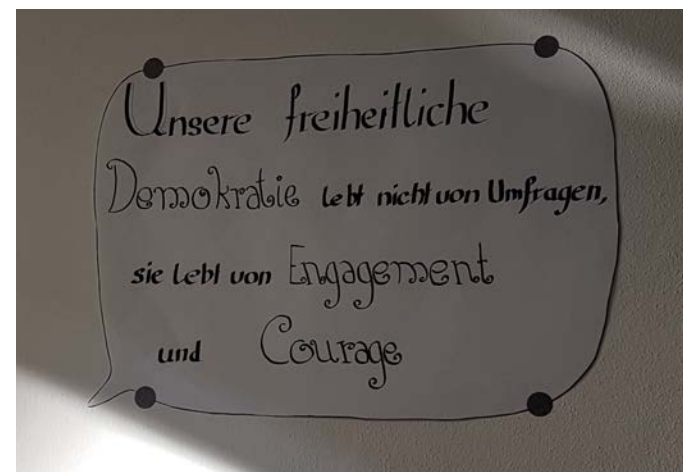 Unsere freiheitliche
Demokratie lebt nicht von Umfragen,
sie lebt von Engagement
und Courage